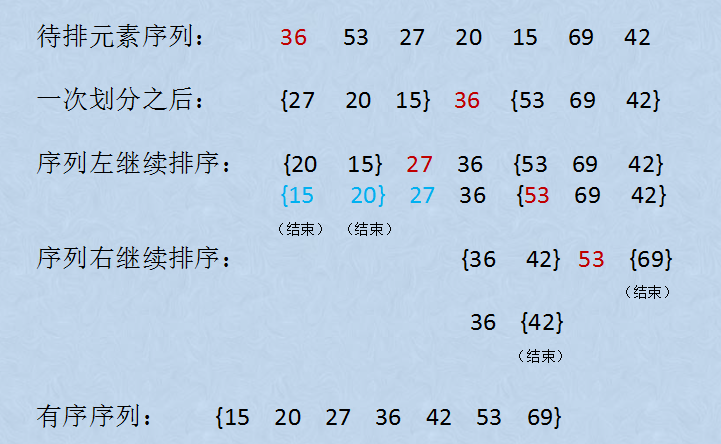 待排元素序列： 36 53 27 20 15 69 42
一次划分之后： {27 20 15} 36 {53 69 42}
序列左继续排序： {20 15} 27 36 {53 69 42}
{15 20} 27 36 {53 69 42}
（结束） （结束）
序列右继续排序： {36 42} 53 {69}
（结束）
36 {42}
（结束）
有序序列： {15 20 27 36 42 53 69}